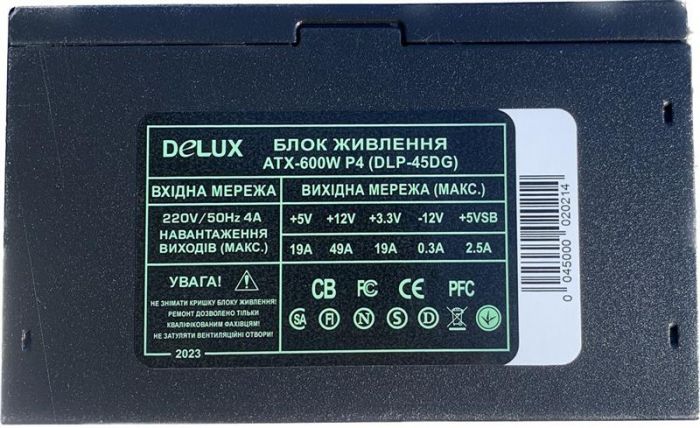 DELUX
БЛОК ЖИВЛЕННЯ
ATX-600W P4 (DLP-45DG)
ВХІДНА МЕРЕЖА
ВИХІДНА МЕРЕЖА (МАКС.)
220V/50Hz 4A
НАВАНТАЖЕННЯ
ВИХОДІВ (МАКС.)
+5V +12V +3.3V -12V +5VSB
19A 49A 19A 0.3A 2.5A
УВАГА!
НЕ ЗНІМАТИ КРИШКУ БЛОКУ ЖИВЛЕННЯ!
РЕМОНТ ДОЗВОЛЕНО ТІЛЬКИ
КВАЛІФІКОВАНИМ ФАХІВЦЯМ!
НЕ ЗАТУЛЯТИ ВЕНТИЛЯЦІЙНІ ОТВОРИ!
2023
CB FC CE PFC
SA FI N S D
0 045000 020214